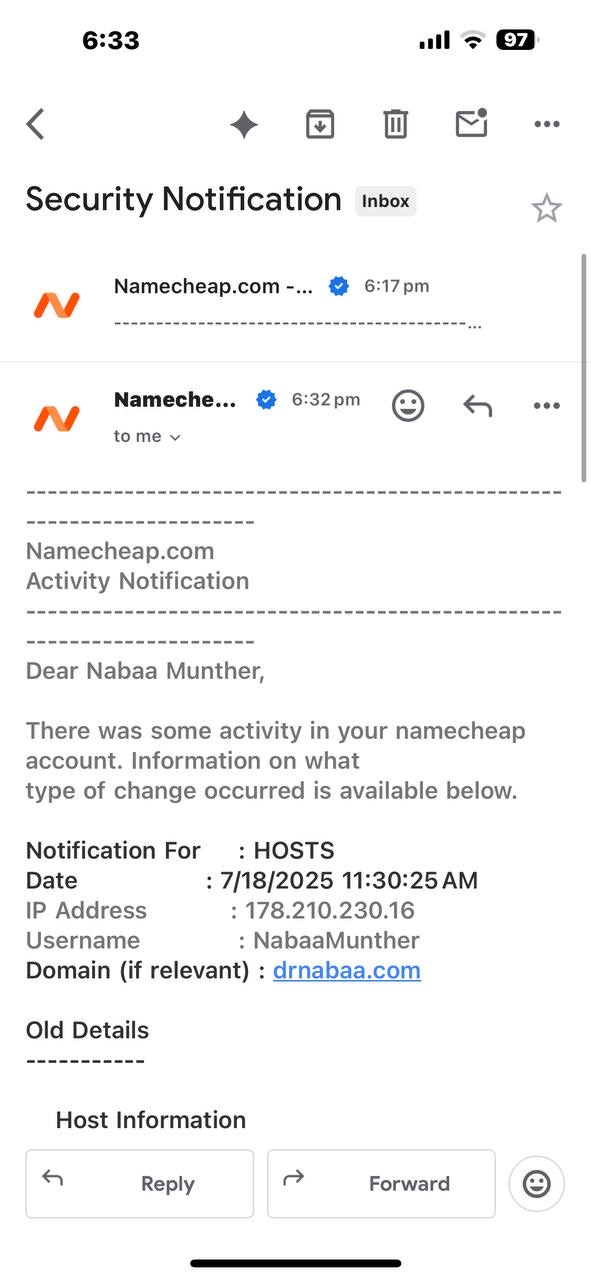 6:33
97
Security Notification Inbox
Namecheap.com -... 6:17 pm
------------------------------------------...
Nameche... 6:32 pm
to me
-------------------------------------------------
---------------------
Namecheap.com
Activity Notification
-------------------------------------------------
---------------------
Dear Nabaa Munther,
There was some activity in your namecheap
account. Information on what
type of change occurred is available below.
Notification For : HOSTS
Date : 7/18/2025 11:30:25 AM
IP Address : 178.210.230.16
Username : NabaaMunther
Domain (if relevant) : drnabaa.com
Old Details
-----------
Host Information
Reply
Forward